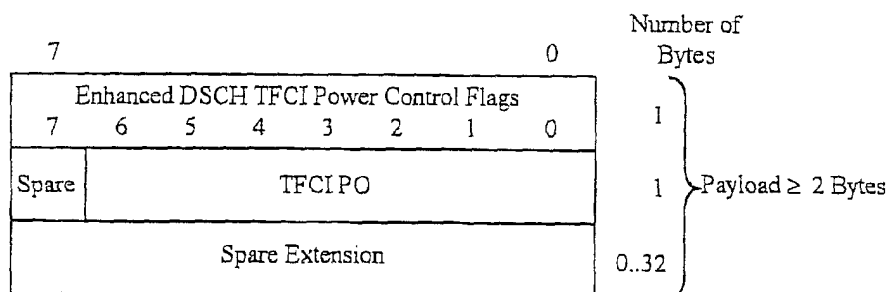 Number of
Bytes
7 0
Enhanced DSCH TFCI Power Control Flags
7 6 5 4 3 2 1 0
1
Spare TFCI PO
1
Payload ≥ 2 Bytes
Spare Extension
0..32